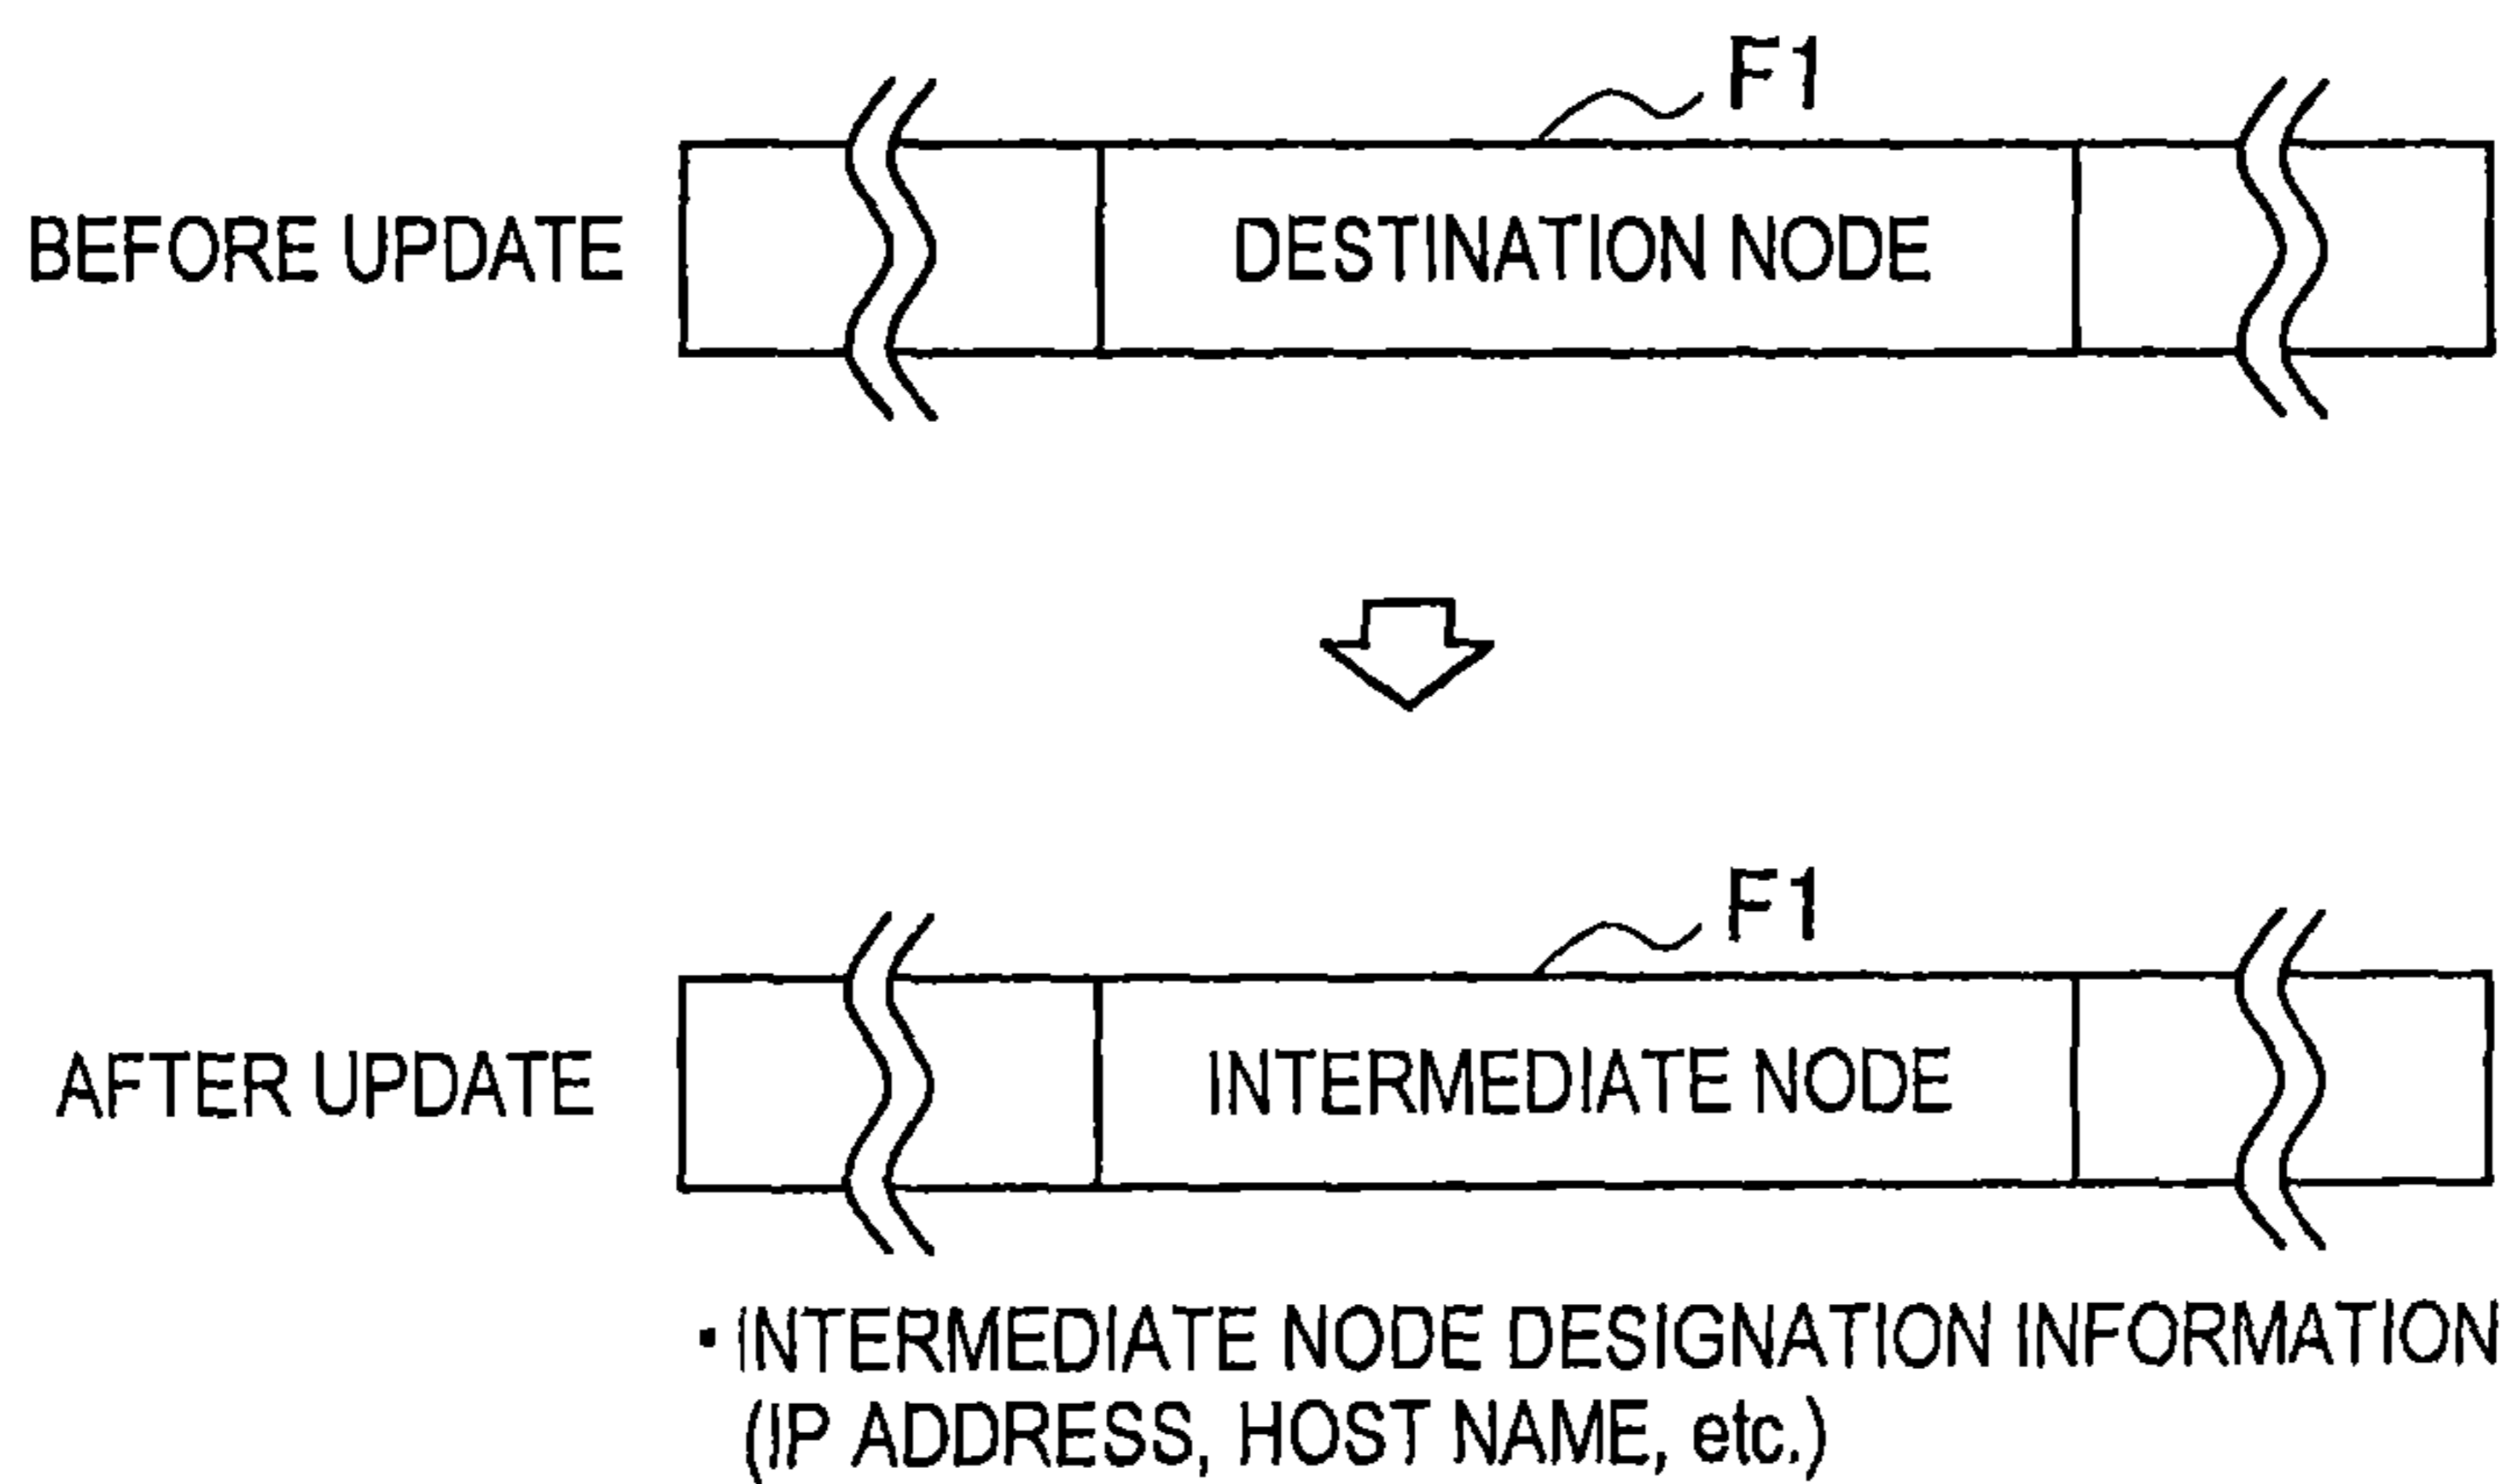 F1
BEFORE UPDATE
DESTINATION NODE
F1
AFTER UPDATE
INTERMEDIATE NODE
・INTERMEDIATE NODE DESIGNATION INFORMATION
(IP ADDRESS, HOST NAME, etc.)